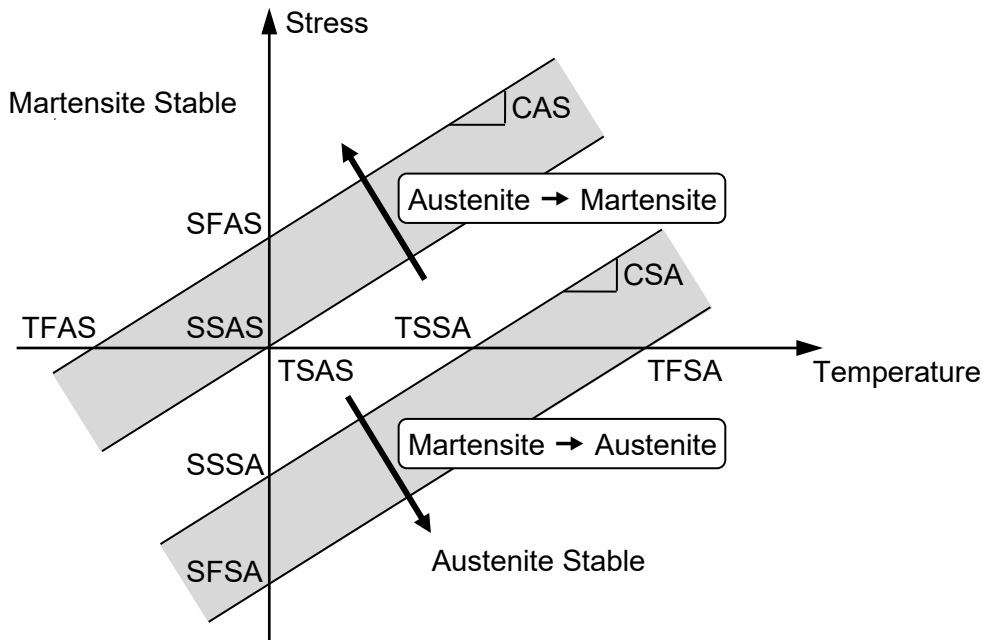 Stress
Martensite Stable
CAS
Austenite → Martensite
SFAS
CSA
TFAS
SSAS
TSSA
TSAS
TFSA
Temperature
Martensite → Austenite
SSSA
Austenite Stable
SFSA